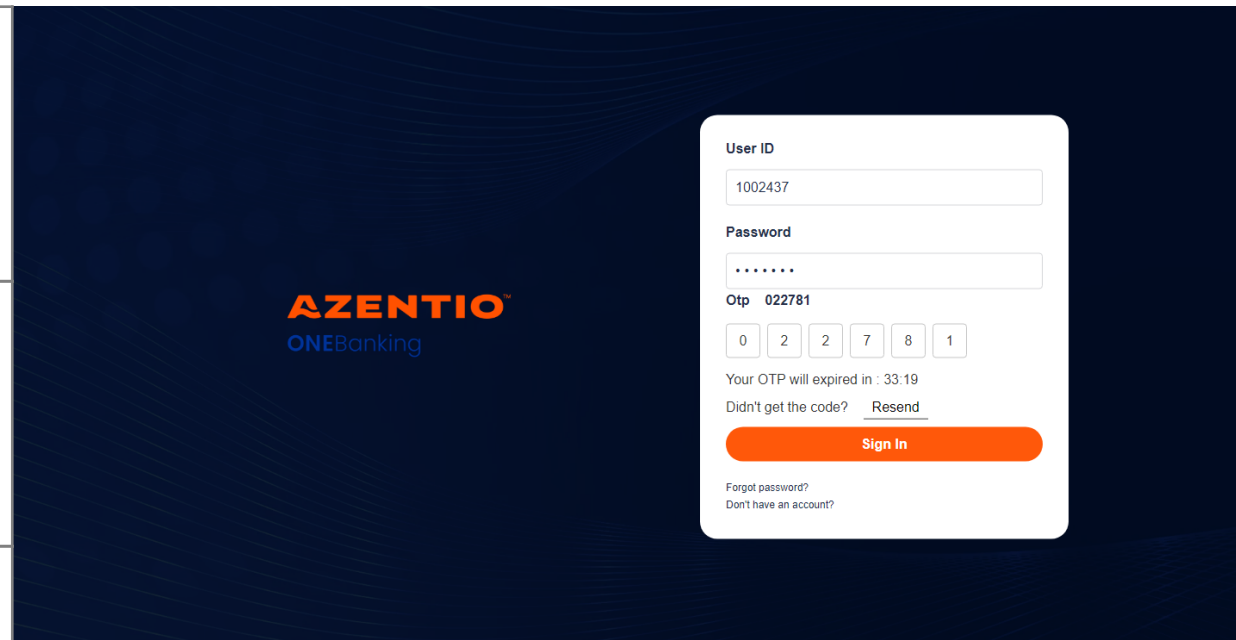 AZENTIO™
ONEBanking
User ID
1002437
Password
•••••••
Otp 022781
0 2 2 7 8 1
Your OTP will expired in : 33:19
Didn't get the code? Resend
Sign In
Forgot password?
Don't have an account?